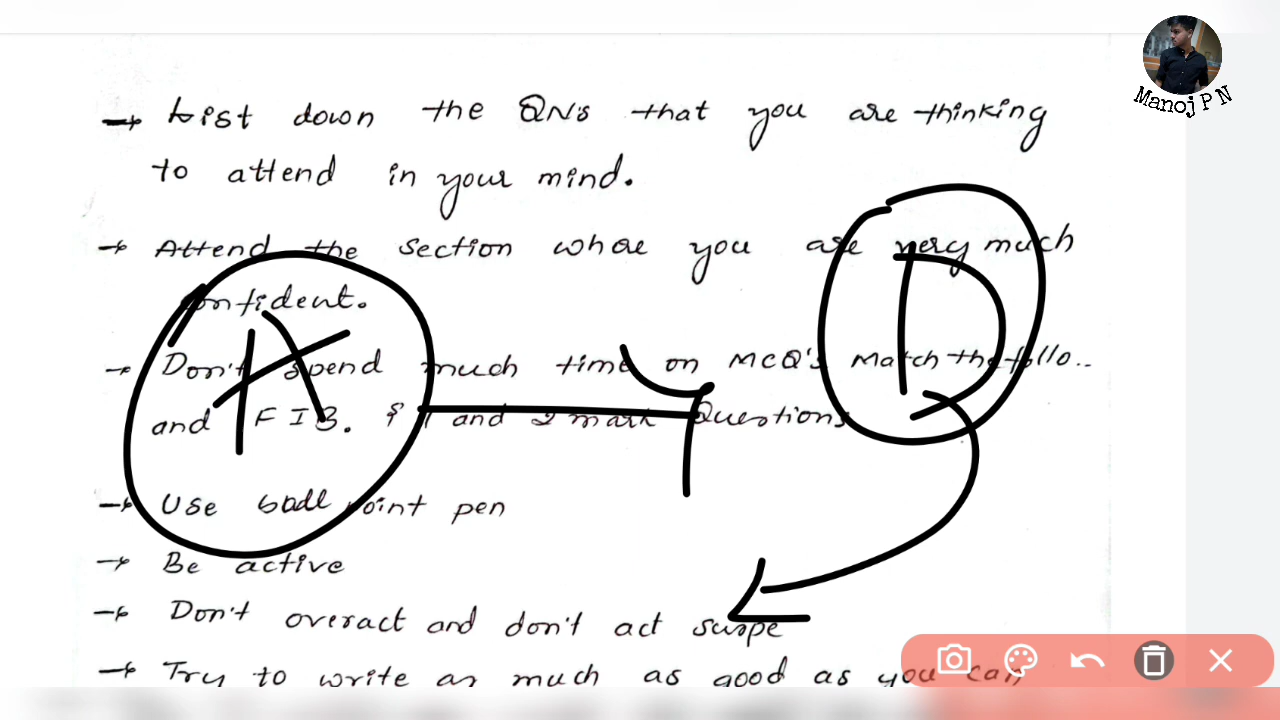 Manoj P N
→ List down the QN's that you are thinking
to attend in your mind.
→ Attend the section where you are very much
confident.
→ Don't spend much time on MCQ's Match the follo..
and FIB. & 1 and 2 mark Questions
→ Use ball point pen
→ Be active
→ Don't overact and don't act
→ Try to write as much as good as you can
A
D